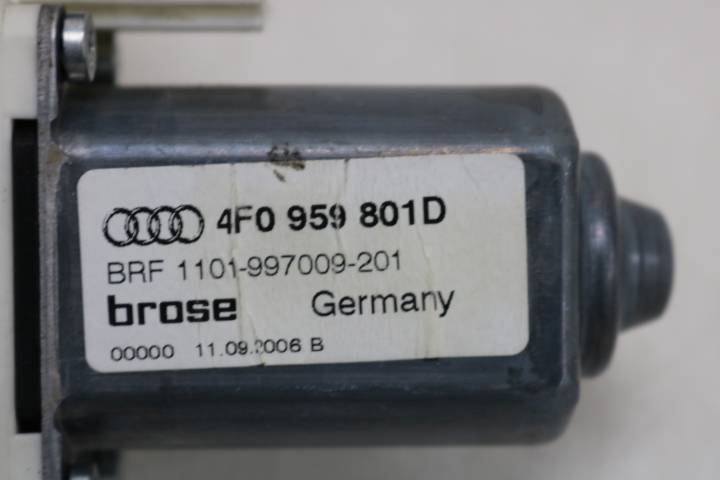 4F0 959 801D
BRF 1101-997009-201
brose Germany
00000 11.09.2006 B